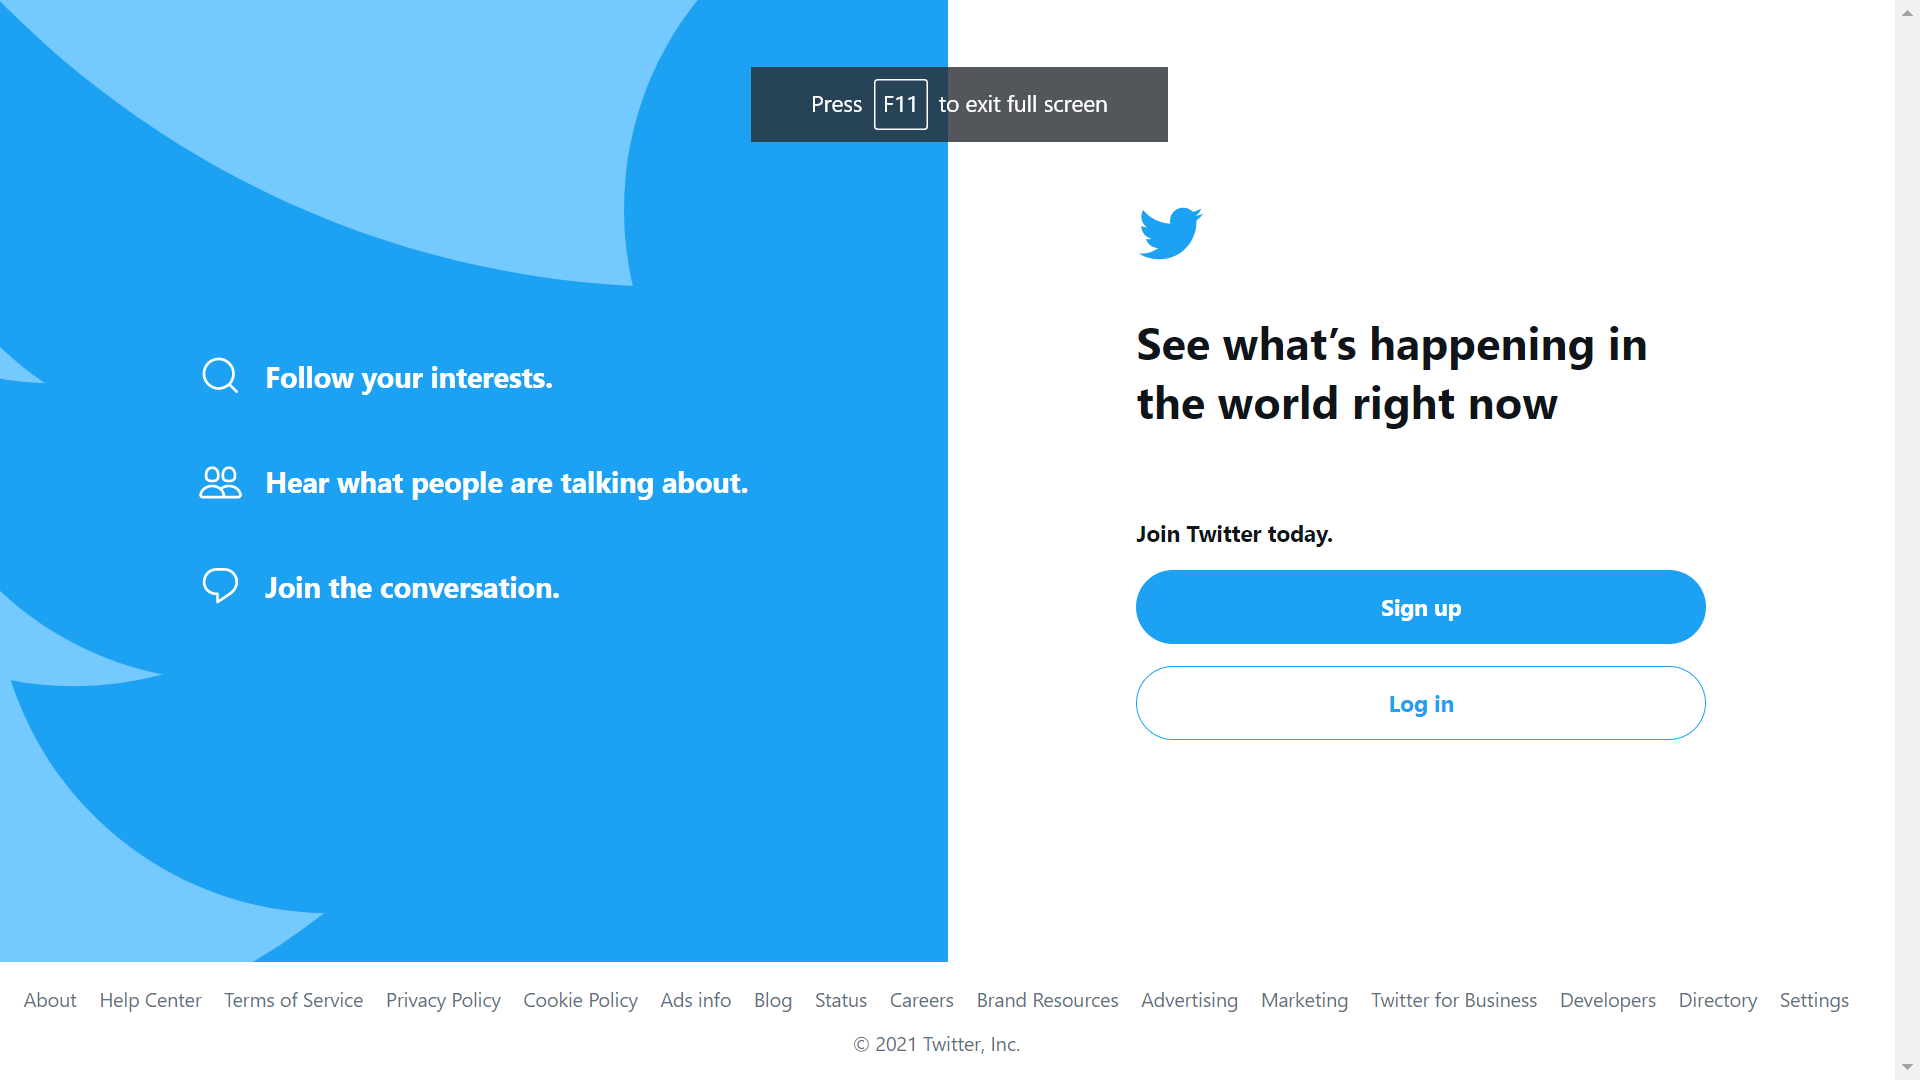 Press F11 to exit full screen
Follow your interests.
Hear what people are talking about.
Join the conversation.
See what’s happening in
the world right now
Join Twitter today.
Sign up
Log in
About Help Center Terms of Service Privacy Policy Cookie Policy Ads info Blog Status Careers Brand Resources Advertising Marketing Twitter for Business Developers Directory Settings
© 2021 Twitter, Inc.